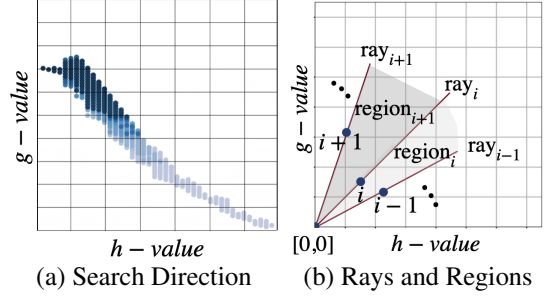 g − value
h − value
(a) Search Direction
ray_{i+1}
ray_i
region_{i+1}
i + 1
region_i
ray_{i−1}
i
i − 1
g − value
[0,0]
h − value
(b) Rays and Regions